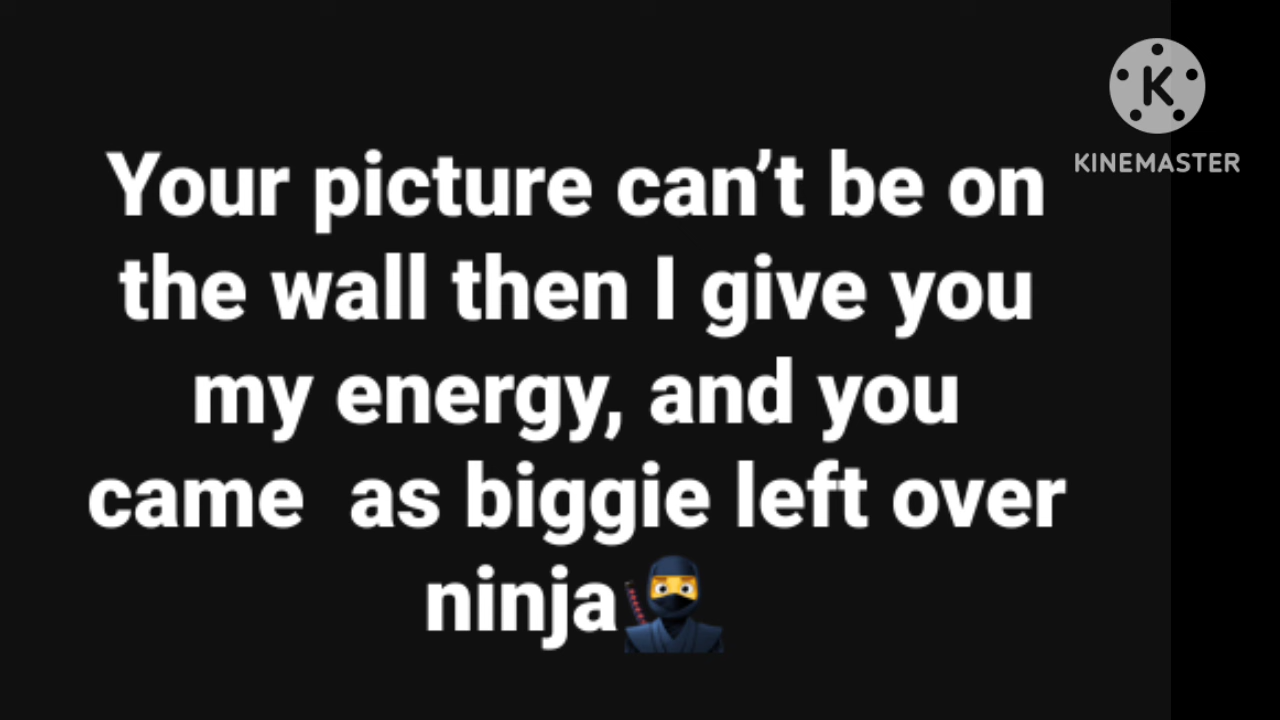 K
KINEMASTER
Your picture can’t be on
the wall then I give you
my energy, and you
came  as biggie left over
ninja🥷